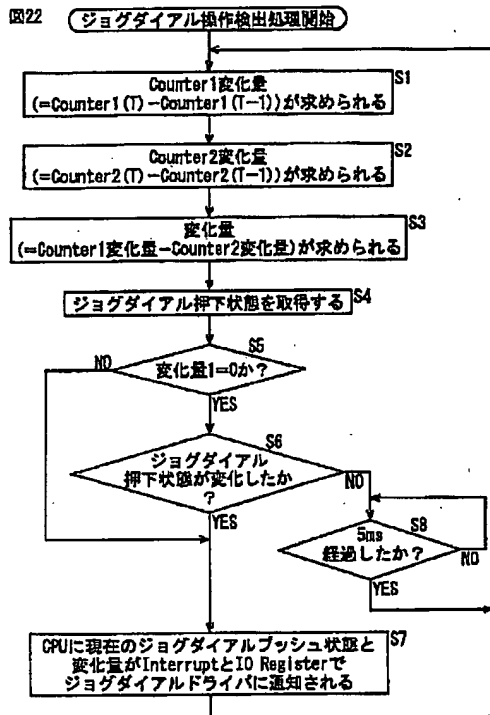 図22
ジョグダイアル操作検出処理開始
Counter1変化量
(=Counter1(T)-Counter1(T-1))が求められる
S1
Counter2変化量
(=Counter2(T)-Counter2(T-1))が求められる
S2
変化量
(=Counter1変化量-Counter2変化量)が求められる
S3
ジョグダイアル押下状態を取得する
S4
S5
変化量1=0か?
NO
YES
S6
ジョグダイアル
押下状態が変化したか
?
NO
YES
S8
5ms
経過したか?
NO
YES
S7
CPUに現在のジョグダイアルプッシュ状態と
変化量がInterruptとIO Registerで
ジョグダイアルドライバに通知される